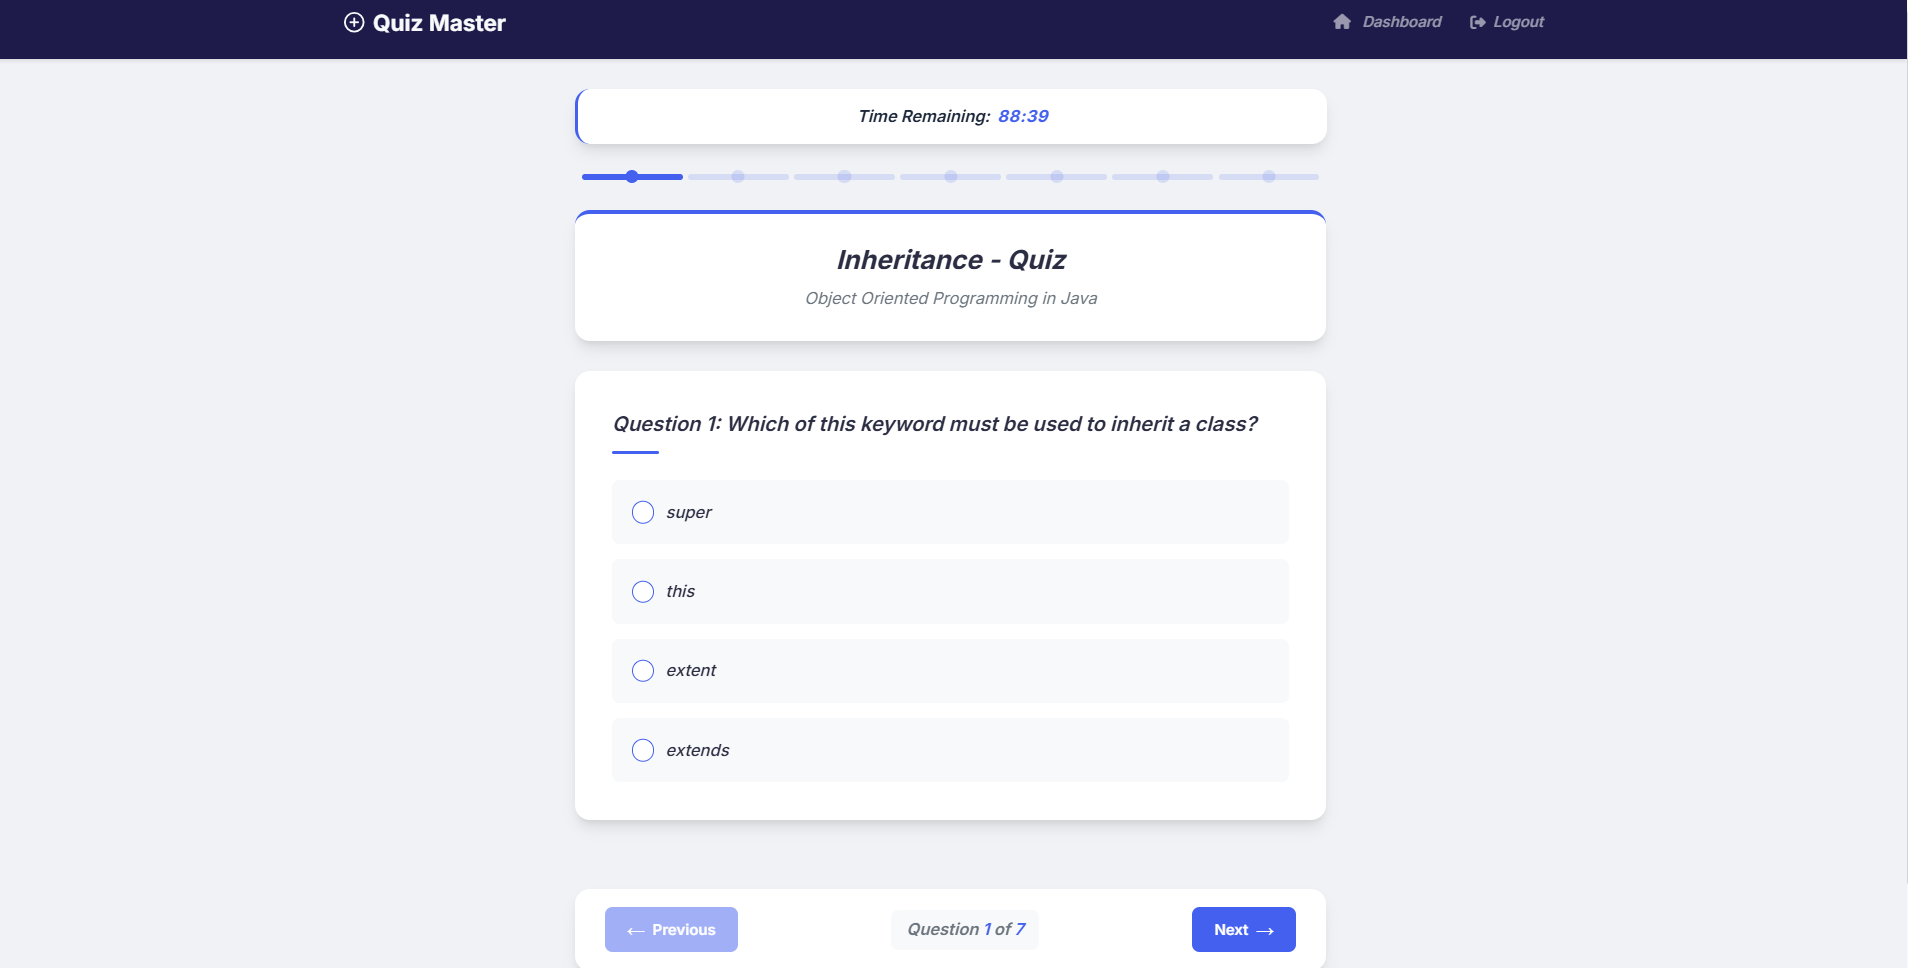 Quiz Master
Dashboard
Logout
Time Remaining: 88:39
Inheritance - Quiz
Object Oriented Programming in Java
Question 1: Which of this keyword must be used to inherit a class?
super
this
extent
extends
← Previous
Question 1 of 7
Next →